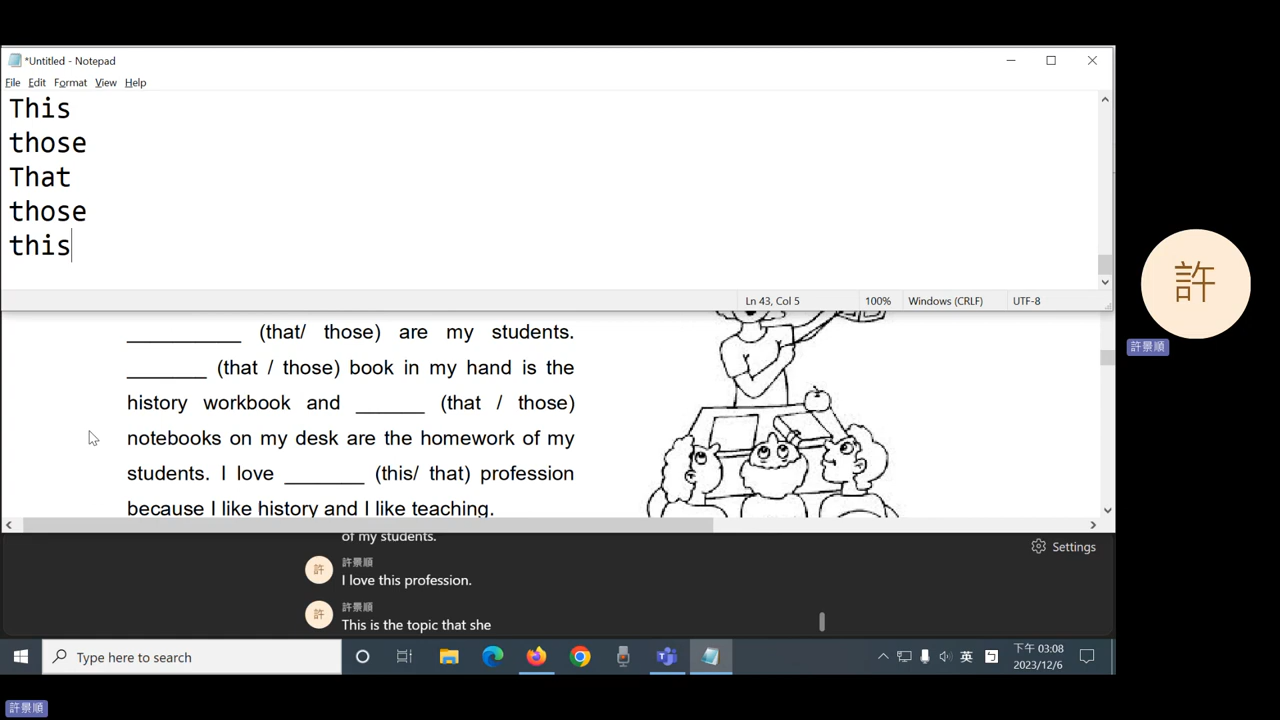 *Untitled - Notepad
File Edit Format View Help
This
those
That
those
this
Ln 43, Col 5 100% Windows (CRLF) UTF-8
__________ (that/ those) are my students.
_______ (that / those) book in my hand is the
history workbook and ______ (that / those)
notebooks on my desk are the homework of my
students. I love ________ (this/ that) profession
because I like history and I like teaching.
of my students.
許景順
許
I love this profession.
許景順
許
This is the topic that she
Settings
許
許景順
Type here to search
英
下午 03:08
2023/12/6
許景順